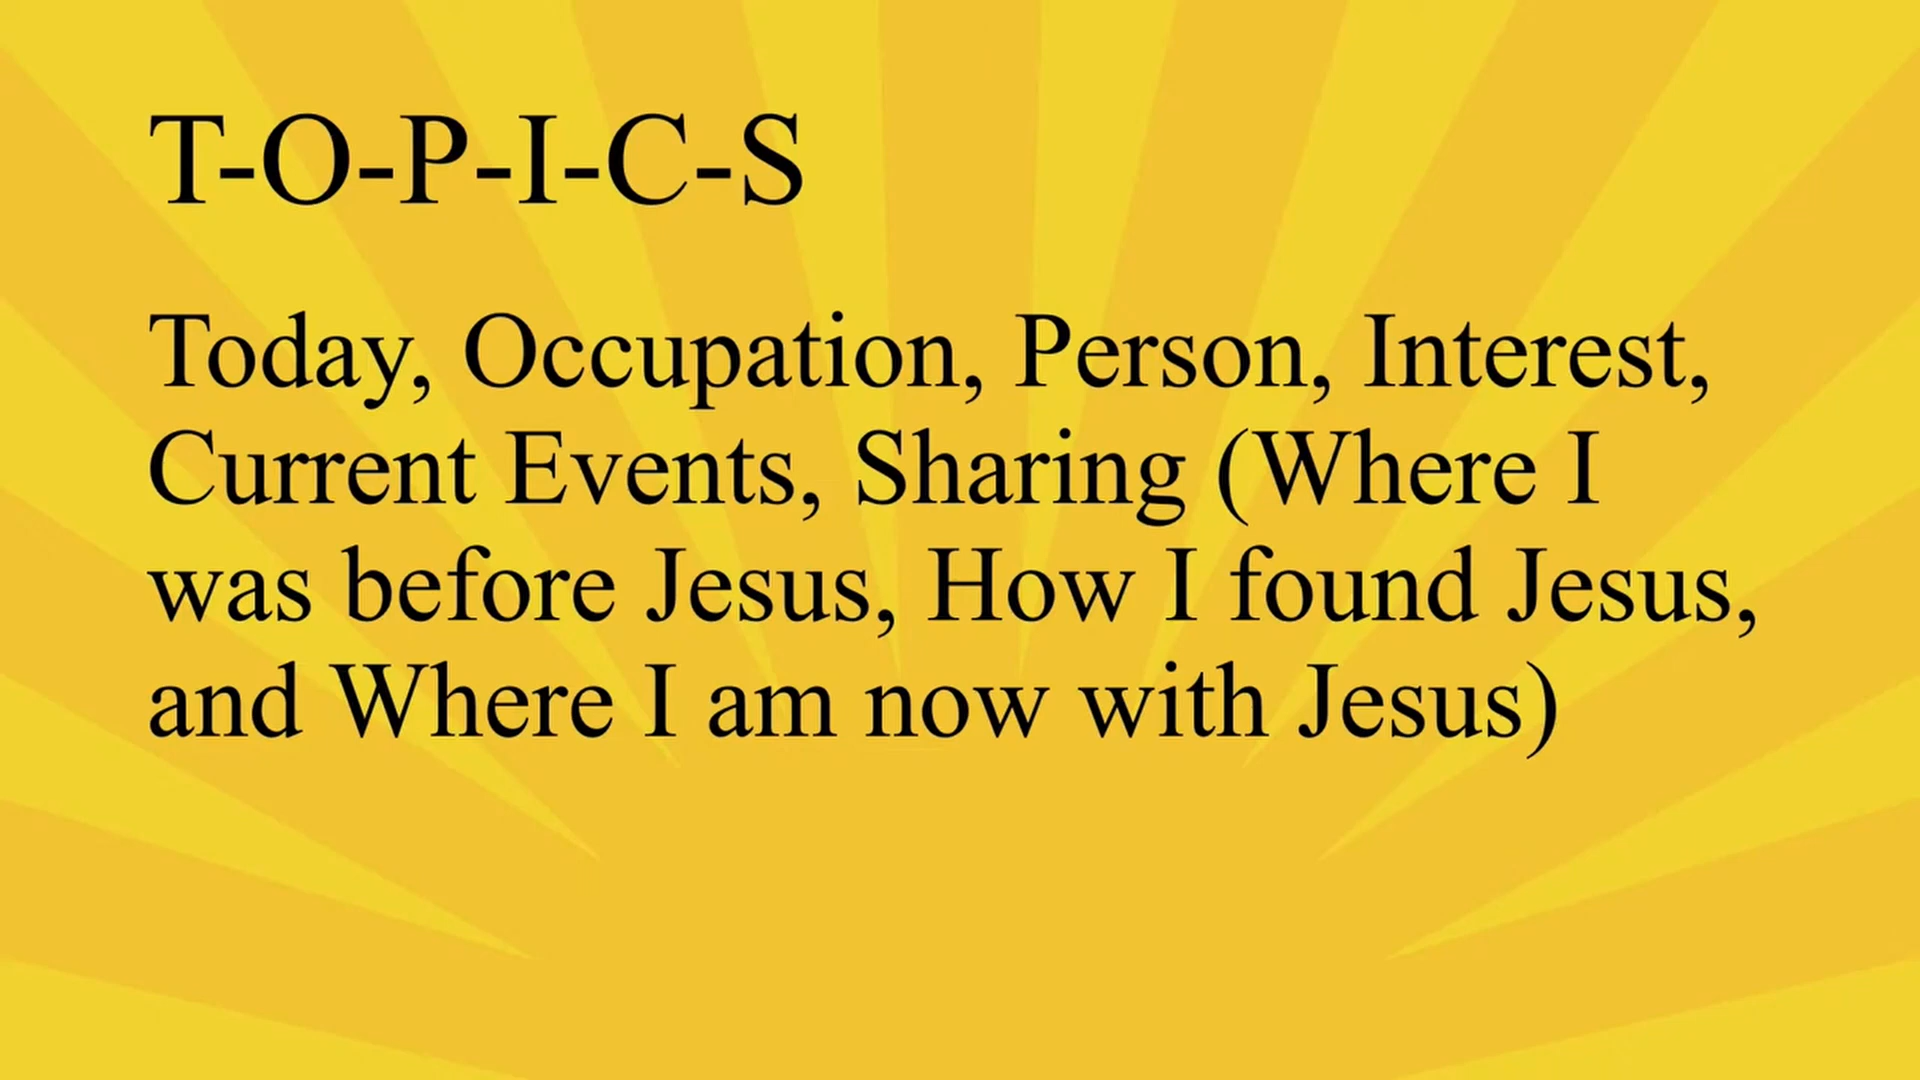 T-O-P-I-C-S
Today, Occupation, Person, Interest,
Current Events, Sharing (Where I
was before Jesus, How I found Jesus,
and Where I am now with Jesus)